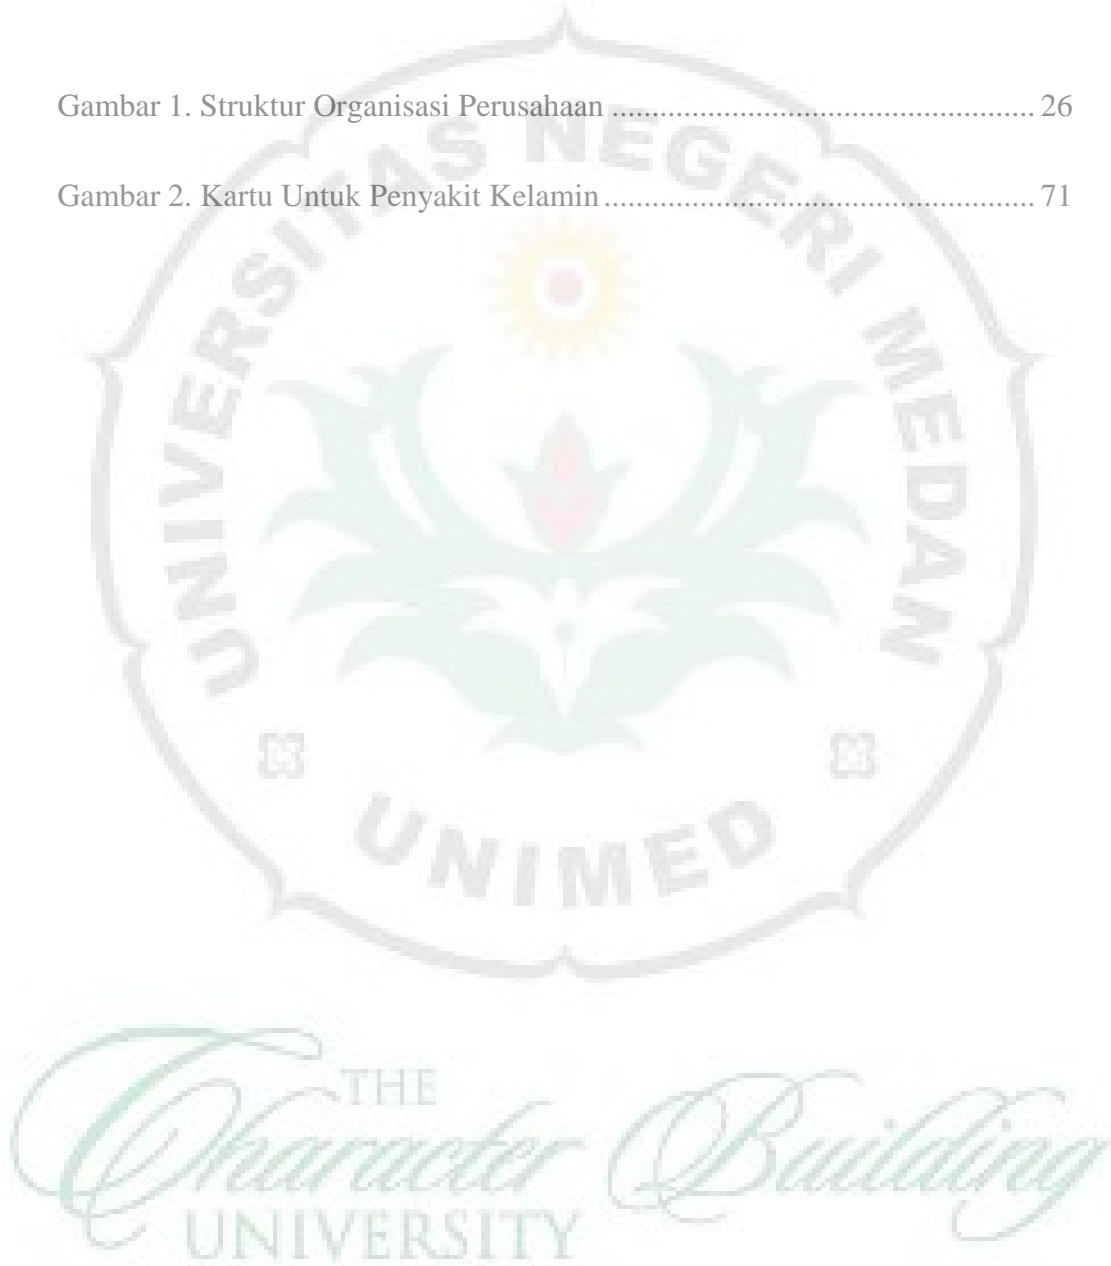 Gambar 1. Struktur Organisasi Perusahaan ..................................................... 26
Gambar 2. Kartu Untuk Penyakit Kelamin ...................................................... 71
UNIVERSITAS NEGERI MEDAN
UNIMED
THE
Character Building
UNIVERSITY